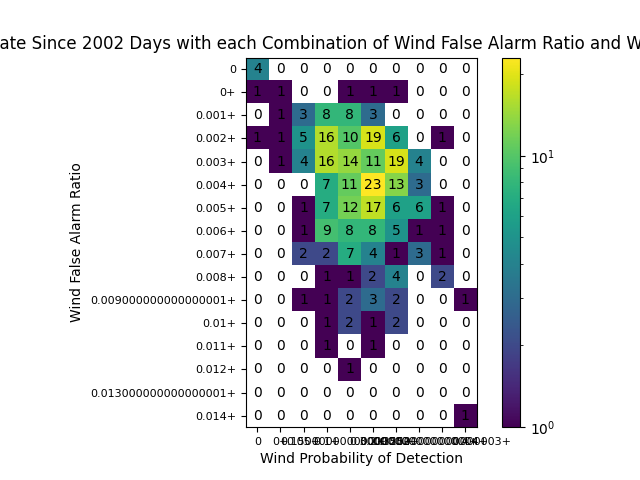 ate Since 2002 Days with each Combination of Wind False Alarm Ratio and W
Wind False Alarm Ratio
0 4 0 0 0 0 0 0 0 0 0
0+ 1 1 0 0 1 1 1 0 0 0
0.001+ 0 1 3 8 8 3 0 0 0 0
0.002+ 1 1 5 16 10 19 6 0 1 0
0.003+ 0 1 4 16 14 11 19 4 0 0
0.004+ 0 0 0 7 11 23 13 3 0 0
0.005+ 0 0 1 7 12 17 6 6 1 0
0.006+ 0 0 1 9 8 8 5 1 1 0
0.007+ 0 0 2 2 7 4 1 3 1 0
0.008+ 0 0 0 1 1 2 4 0 2 0
0.009000000000000001+ 0 0 1 1 2 3 2 0 0 1
0.01+ 0 0 0 1 2 1 2 0 0 0
0.011+ 0 0 0 1 0 1 0 0 0 0
0.012+ 0 0 0 0 1 0 0 0 0 0
0.013000000000000001+ 0 0 0 0 0 0 0 0 0 0
0.014+ 0 0 0 0 0 0 0 0 0 1
0
Wind Probability of Detection
10¹
10⁰